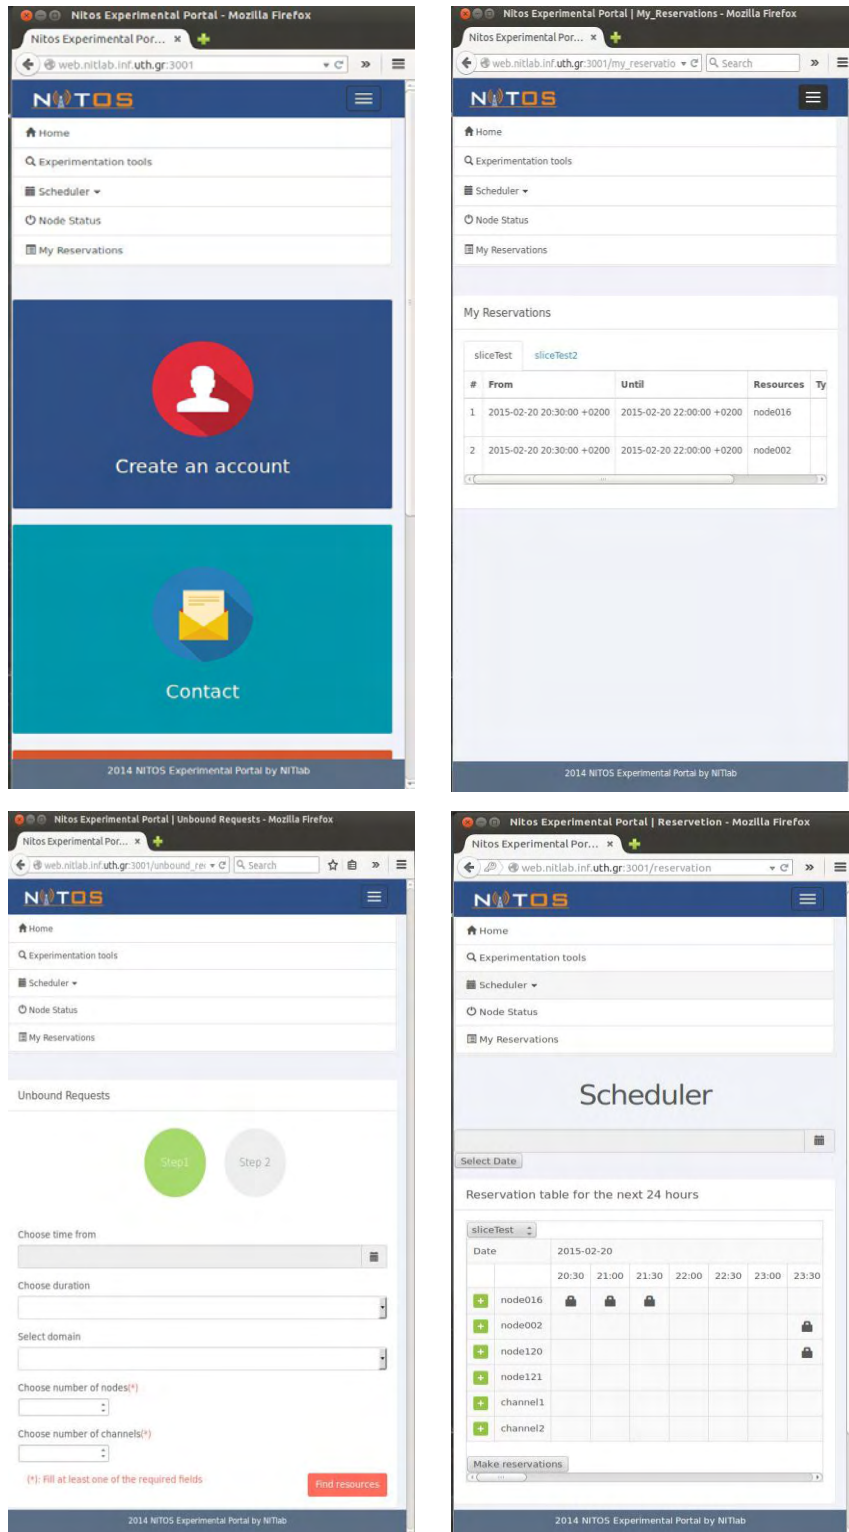 Nitos Experimental Portal - Mozilla Firefox
Nitos Experimental Por... ×
web.nitlab.inf.uth.gr:3001
NITOS
Home
Experimentation tools
Scheduler
Node Status
My Reservations
Create an account
Contact
2014 NITOS Experimental Portal by NITlab
Nitos Experimental Portal | My_Reservations - Mozilla Firefox
Nitos Experimental Por... ×
web.nitlab.inf.uth.gr:3001/my_reservatio Search
NITOS
Home
Experimentation tools
Scheduler
Node Status
My Reservations
My Reservations
sliceTest sliceTest2
# From Until Resources Ty
1 2015-02-20 20:30:00 +0200 2015-02-20 22:00:00 +0200 node016
2 2015-02-20 20:30:00 +0200 2015-02-20 22:00:00 +0200 node002
2014 NITOS Experimental Portal by NITlab
Nitos Experimental Portal | Unbound Requests - Mozilla Firefox
Nitos Experimental Por... ×
web.nitlab.inf.uth.gr:3001/unbound_re Search
NITOS
Home
Experimentation tools
Scheduler
Node Status
My Reservations
Unbound Requests
Step1 Step 2
Choose time from
Choose duration
Select domain
Choose number of nodes(*)
Choose number of channels(*)
(*): Fill at least one of the required fields
Find resources
2014 NITOS Experimental Portal by NITlab
Nitos Experimental Portal | Reservetion - Mozilla Firefox
Nitos Experimental Por... ×
web.nitlab.inf.uth.gr:3001/reservation
NITOS
Home
Experimentation tools
Scheduler
Node Status
My Reservations
Scheduler
Select Date
Reservation table for the next 24 hours
sliceTest
Date 2015-02-20
20:30 21:00 21:30 22:00 22:30 23:00 23:30
node016
node002
node120
node121
channel1
channel2
Make reservations
2014 NITOS Experimental Portal by NITlab